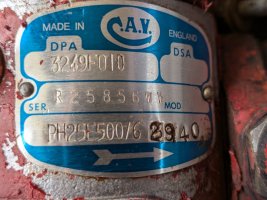 MADE IN C.A.V. ENGLAND
DPA DSA
3249F010
SER. MOD
PH25E500/6 2940